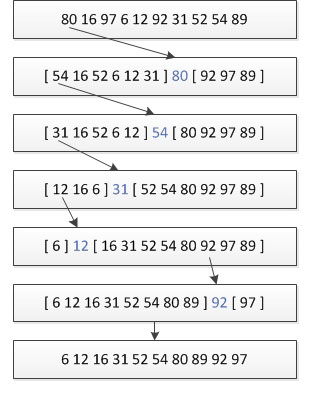 80 16 97 6 12 92 31 52 54 89
[ 54 16 52 6 12 31 ] 80 [ 92 97 89 ]
[ 31 16 52 6 12 ] 54 [ 80 92 97 89 ]
[ 12 16 6 ] 31 [ 52 54 80 92 97 89 ]
[ 6 ] 12 [ 16 31 52 54 80 92 97 89 ]
[ 6 12 16 31 52 54 80 89 ] 92 [ 97 ]
6 12 16 31 52 54 80 89 92 97